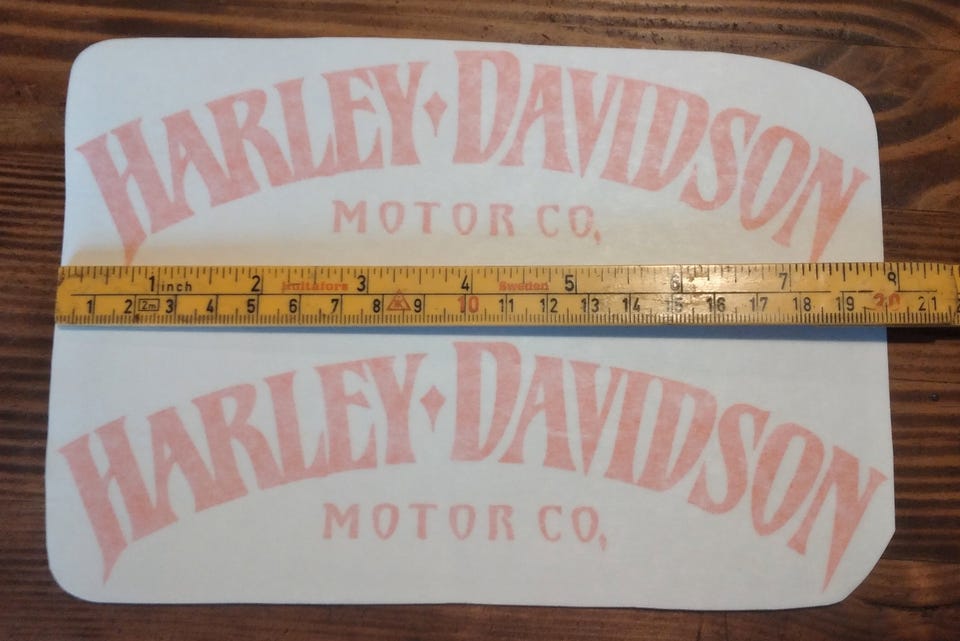 HARLEY♦DAVIDSON
MOTOR CO,
1 inch 2 Hultafors 3 4 Sweden 5 6 7 8
1 2 2m 3 4 5 6 7 8 9 10 11 12 13 14 15 16 17 18 19 20 21
HARLEY♦DAVIDSON
MOTOR CO,